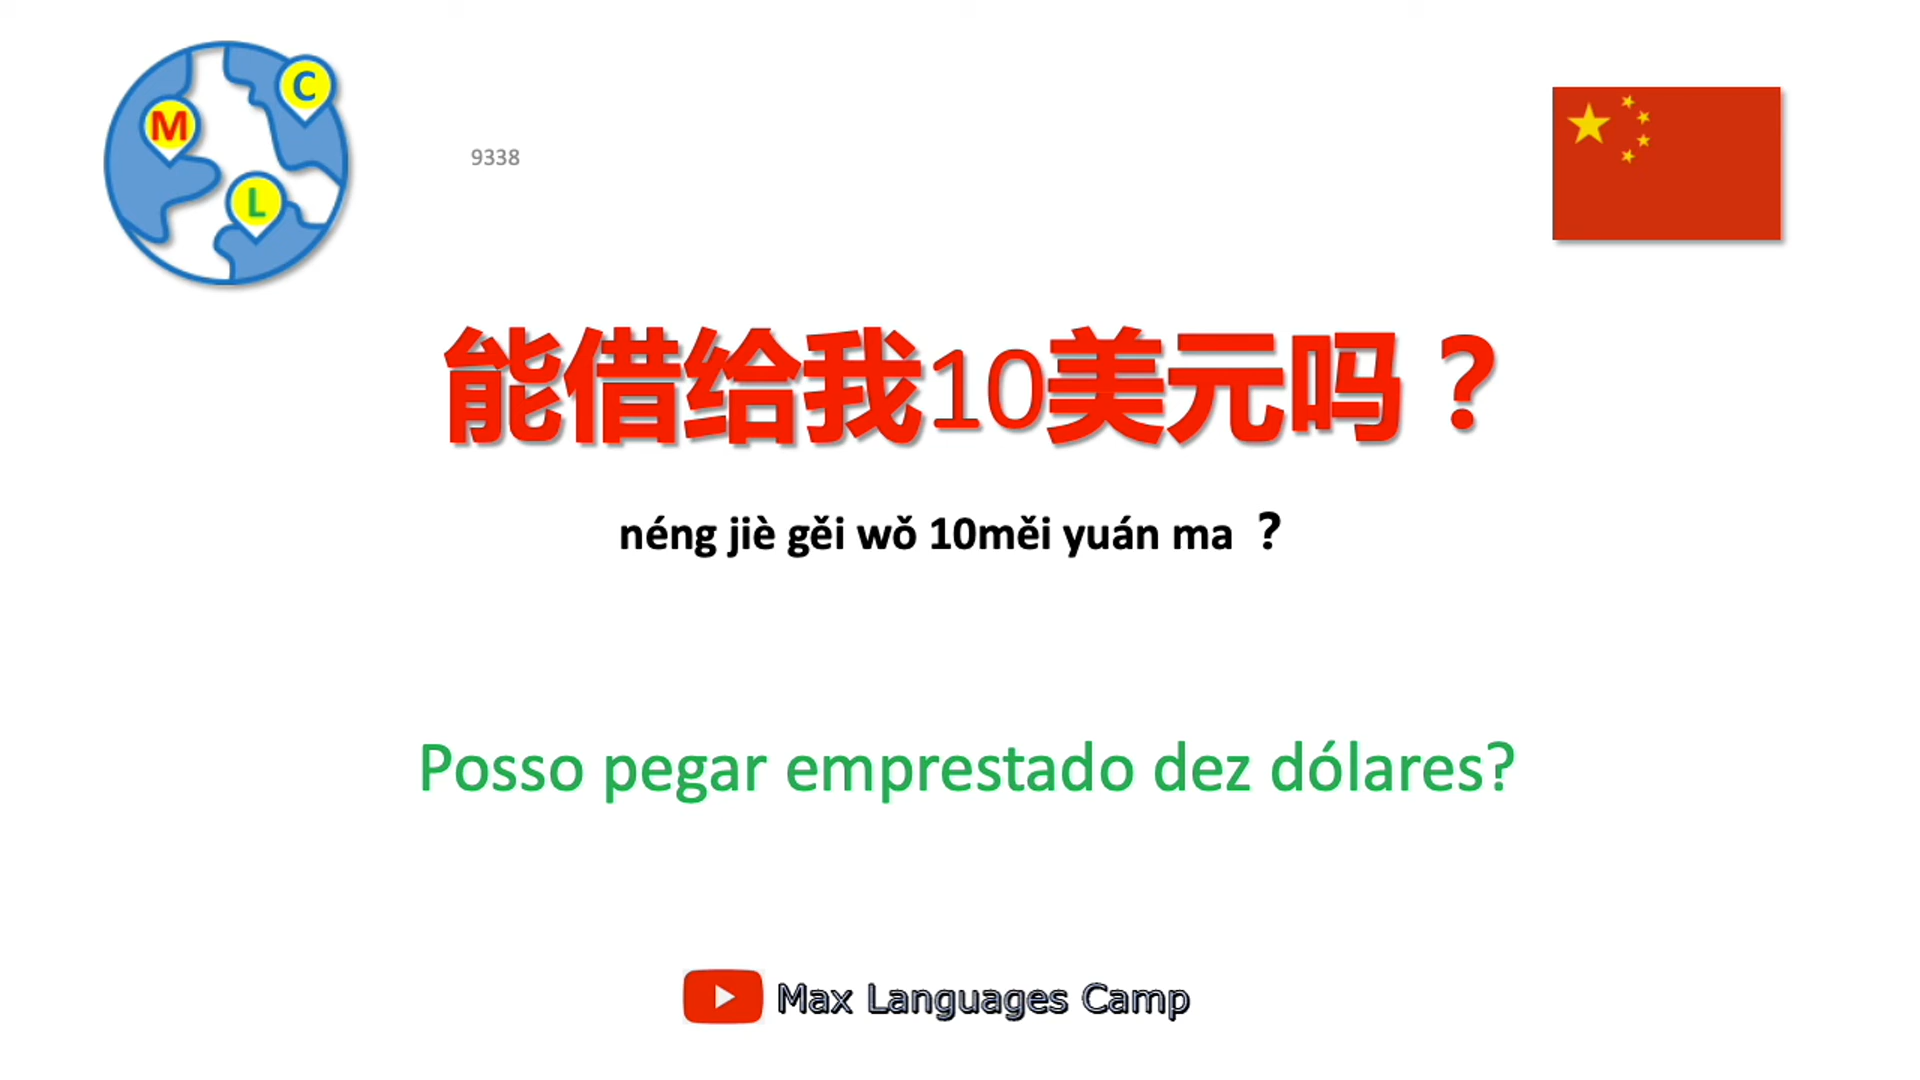 C
M
L
9338
能借给我10美元吗？
néng jiè gěi wǒ 10měi yuán ma ？
Posso pegar emprestado dez dólares?
Max Languages Camp